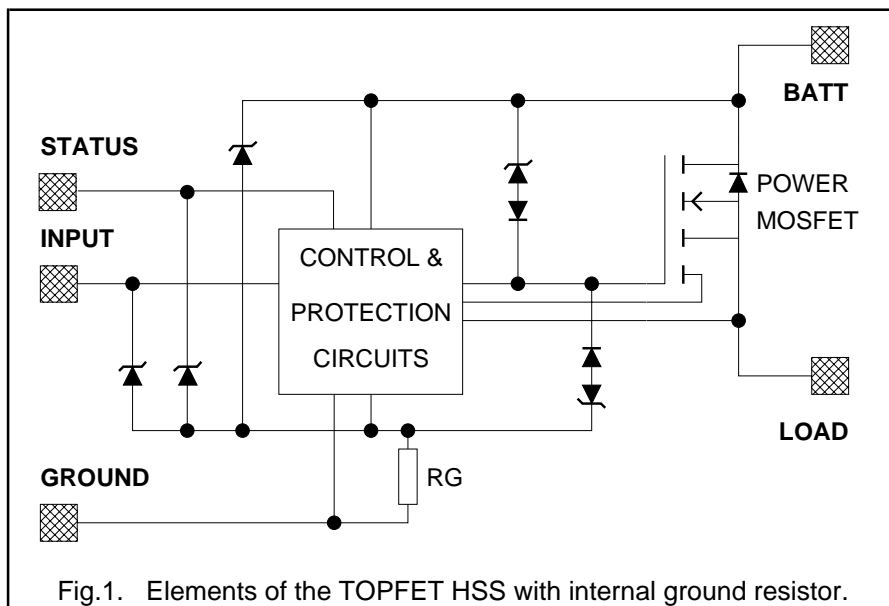 BATT
STATUS
POWER
MOSFET
INPUT
CONTROL &
PROTECTION
CIRCUITS
LOAD
GROUND
RG
Fig.1. Elements of the TOPFET HSS with internal ground resistor.